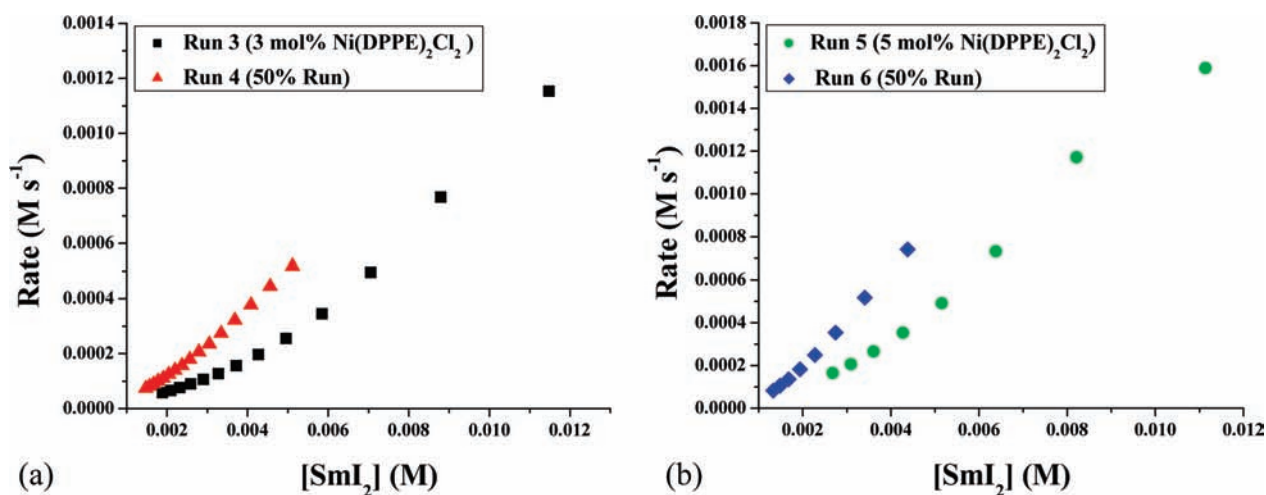 Run 3 (3 mol% Ni(DPPE)₂Cl₂)
Run 4 (50% Run)
Rate (M s⁻¹)
0.0014
0.0012
0.0010
0.0008
0.0006
0.0004
0.0002
0.0000
0.002 0.004 0.006 0.008 0.010 0.012
(a)
[SmI₂] (M)
Run 5 (5 mol% Ni(DPPE)₂Cl₂)
Run 6 (50% Run)
Rate (M s⁻¹)
0.0018
0.0016
0.0014
0.0012
0.0010
0.0008
0.0006
0.0004
0.0002
0.0000
0.002 0.004 0.006 0.008 0.010 0.012
(b)
[SmI₂] (M)